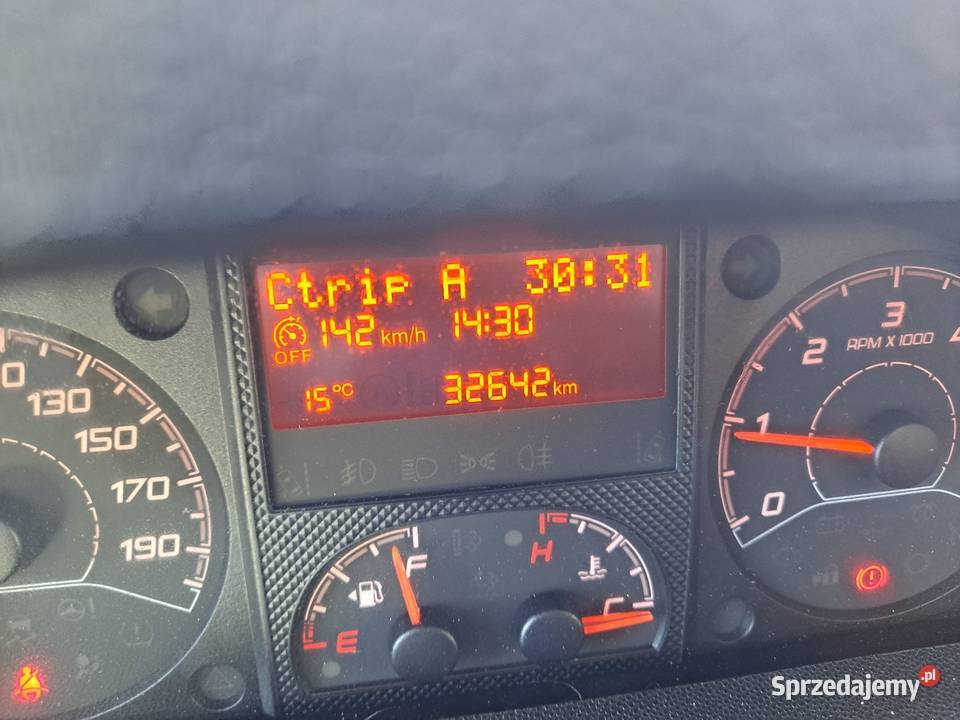 Ctrip A 30:31
142 km/h 14:30
OFF
15°C 32642 km
130
150
170
190
F
E
H
C
0
1
2
3
4
RPM X 1000
Sprzedajemy.pl